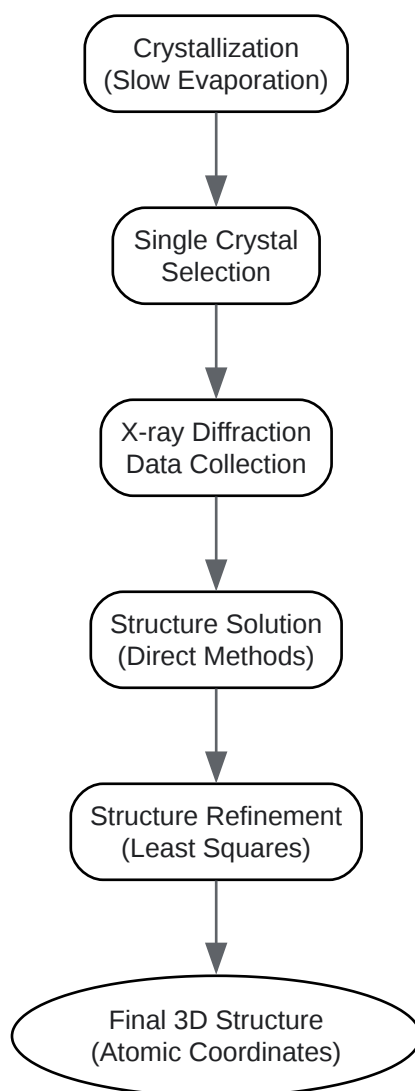 Crystallization
(Slow Evaporation)
Single Crystal
Selection
X-ray Diffraction
Data Collection
Structure Solution
(Direct Methods)
Structure Refinement
(Least Squares)
Final 3D Structure
(Atomic Coordinates)